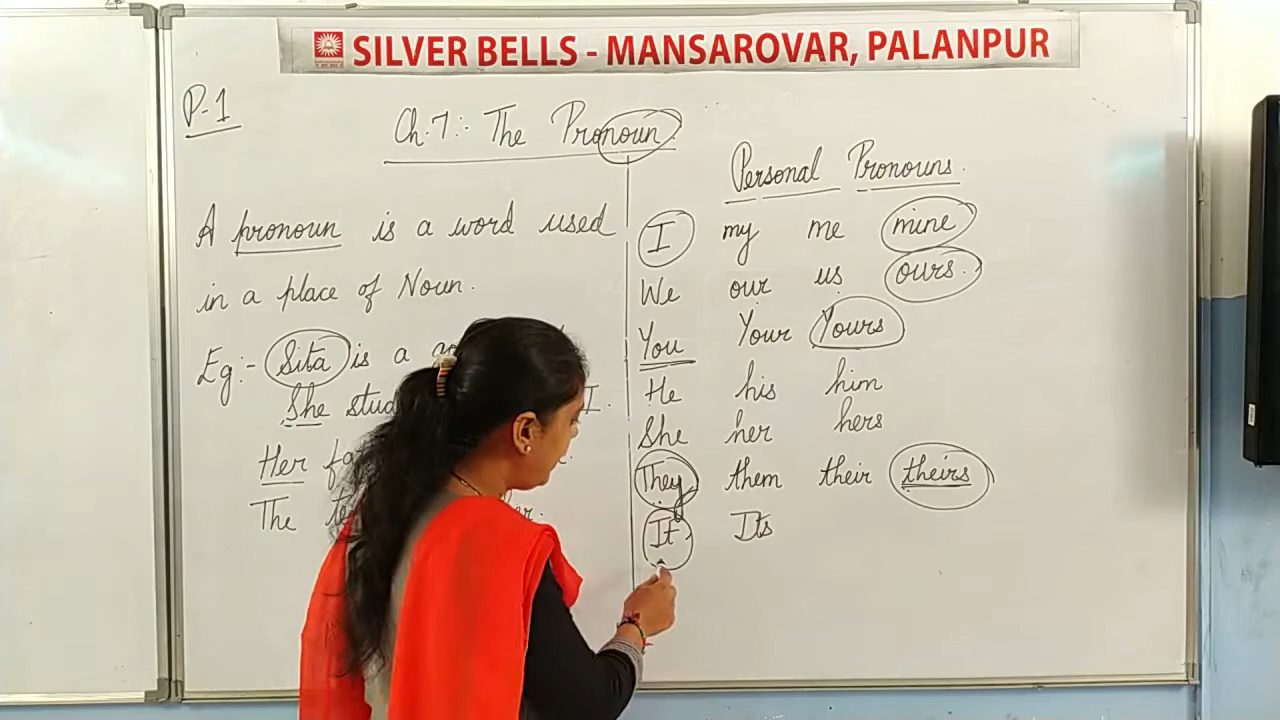 SILVER BELLS - MANSAROVAR, PALANPUR
P-1
Ch.7:- The Pronoun.
A pronoun is a word used
in a place of Noun.
Eg:- Sita is a
She I.
Her
The
Personal Pronouns.
I my me mine
We our us ours.
You Your Yours
He his him
She her hers
They them their theirs
It Its